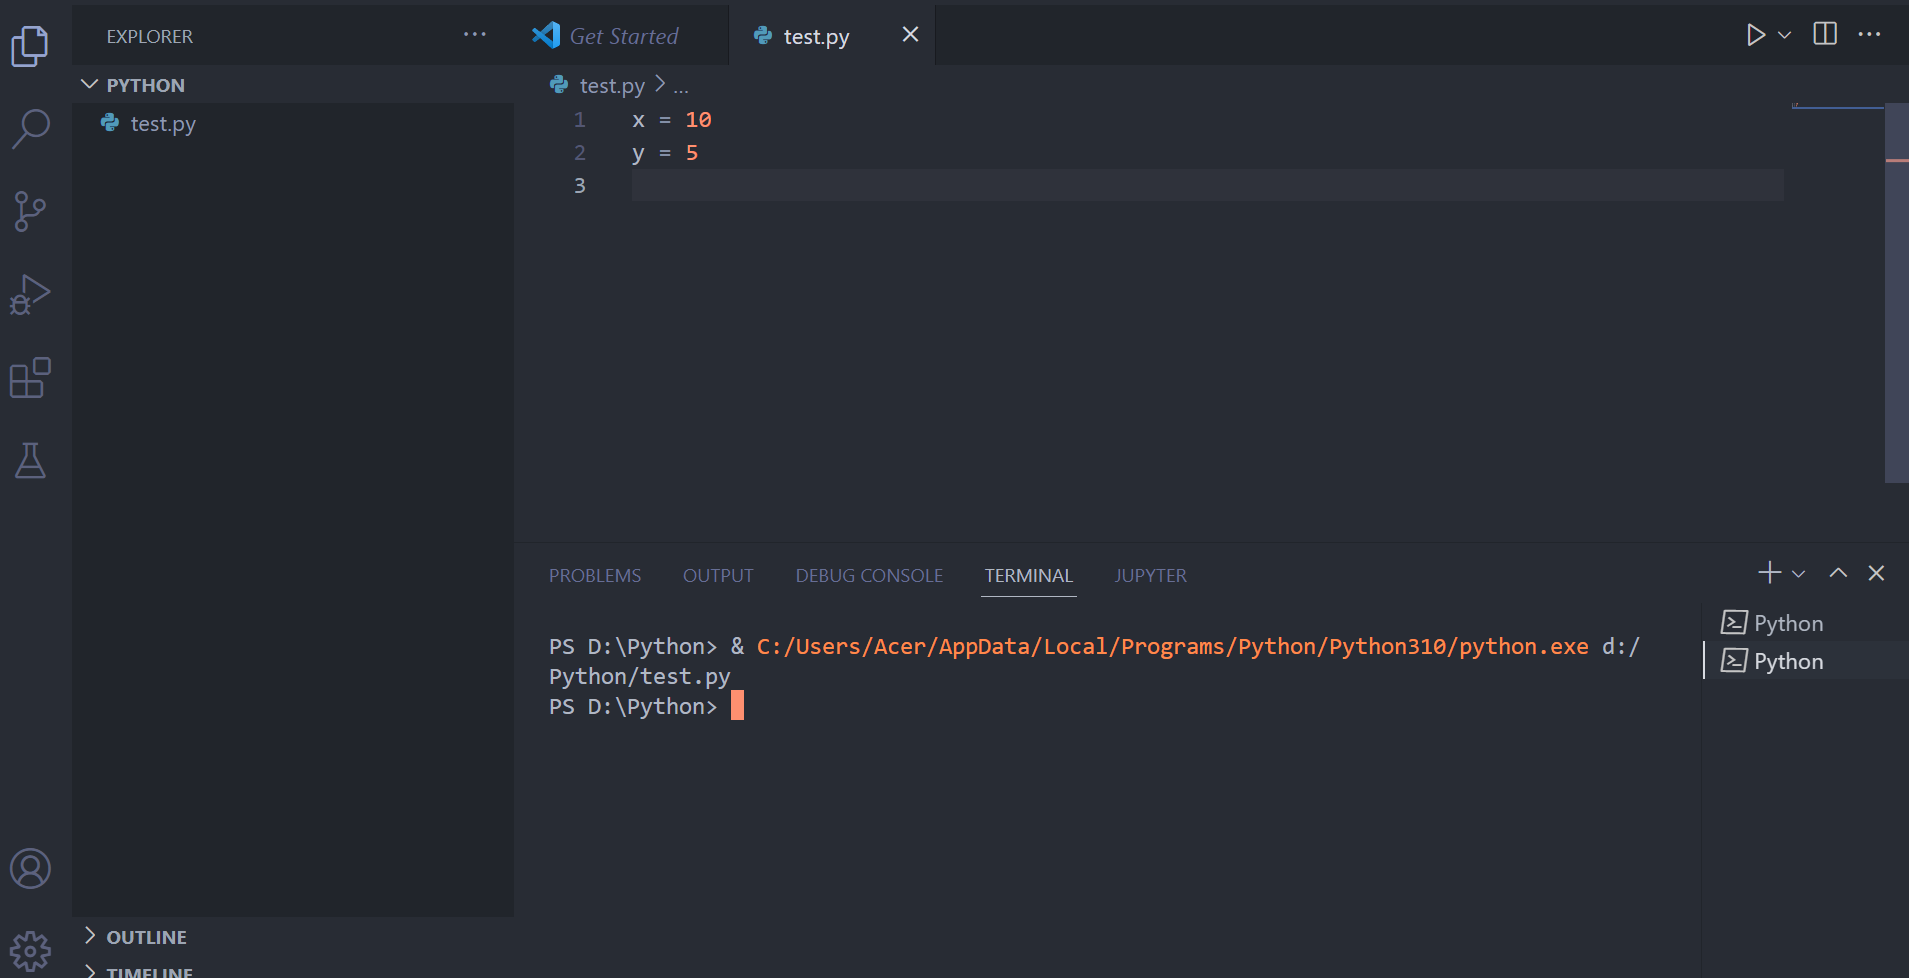 EXPLORER
PYTHON
test.py
OUTLINE
TIMELINE
Get Started
test.py
test.py > ...
1 x = 10
2 y = 5
3
PROBLEMS OUTPUT DEBUG CONSOLE TERMINAL JUPYTER
PS D:\Python> & C:/Users/Acer/AppData/Local/Programs/Python/Python310/python.exe d:/
Python/test.py
PS D:\Python>
Python
Python